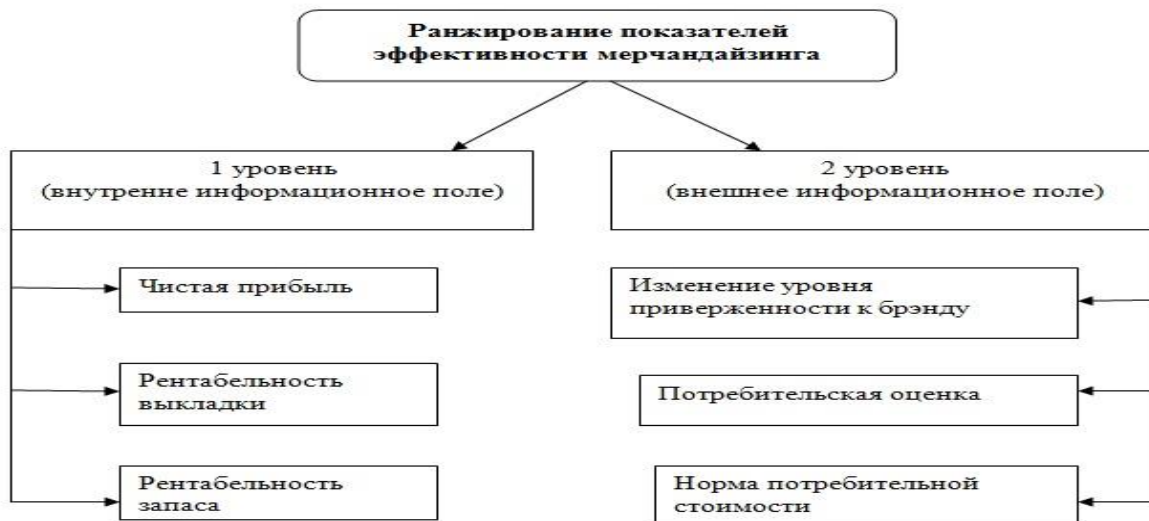 Ранжирование показателей
эффективности мерчандайзинга
1 уровень
(внутренне информационное поле)
2 уровень
(внешнее информационное поле)
Чистая прибыль
Рентабельность
выкладки
Рентабельность
запаса
Изменение уровня
приверженности к брэнду
Потребительская оценка
Норма потребительной
стоимости